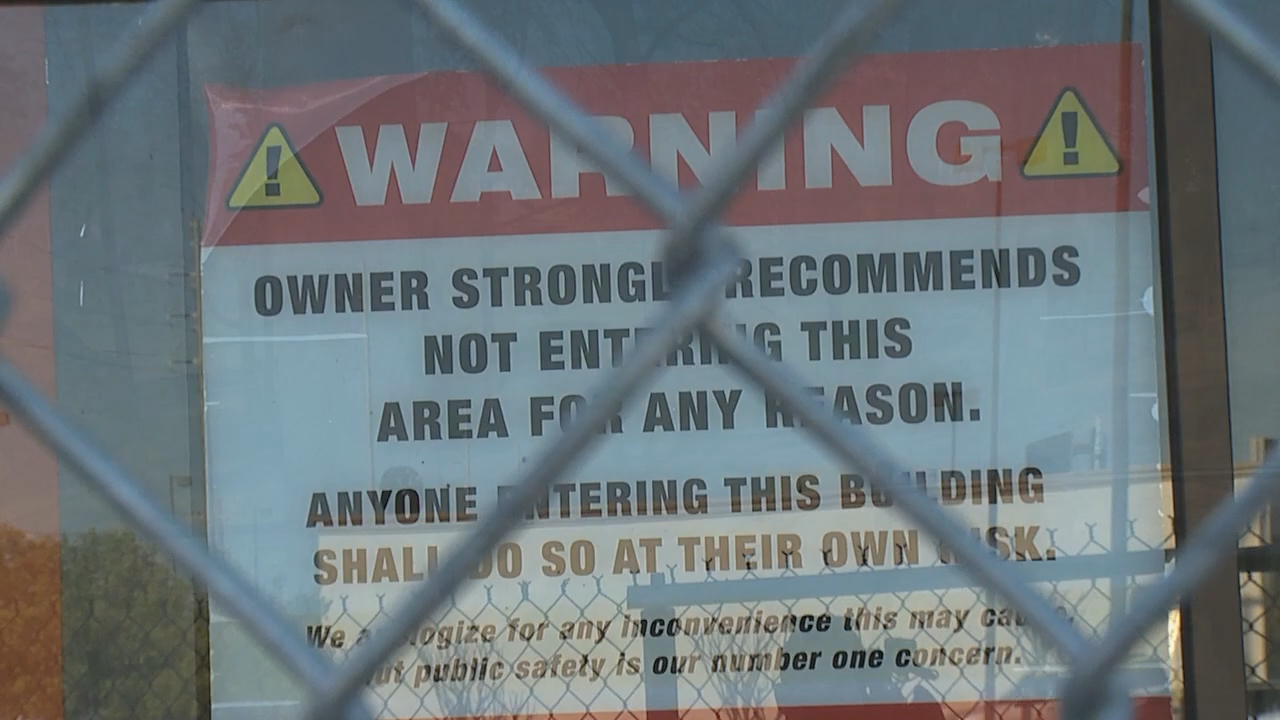 WARNING
OWNER STRONGLY RECOMMENDS
NOT ENTERING THIS
AREA FOR ANY REASON.
ANYONE ENTERING THIS BUILDING
SHALL DO SO AT THEIR OWN RISK.
We apologize for any inconvenience this may cause,
but public safety is our number one concern.